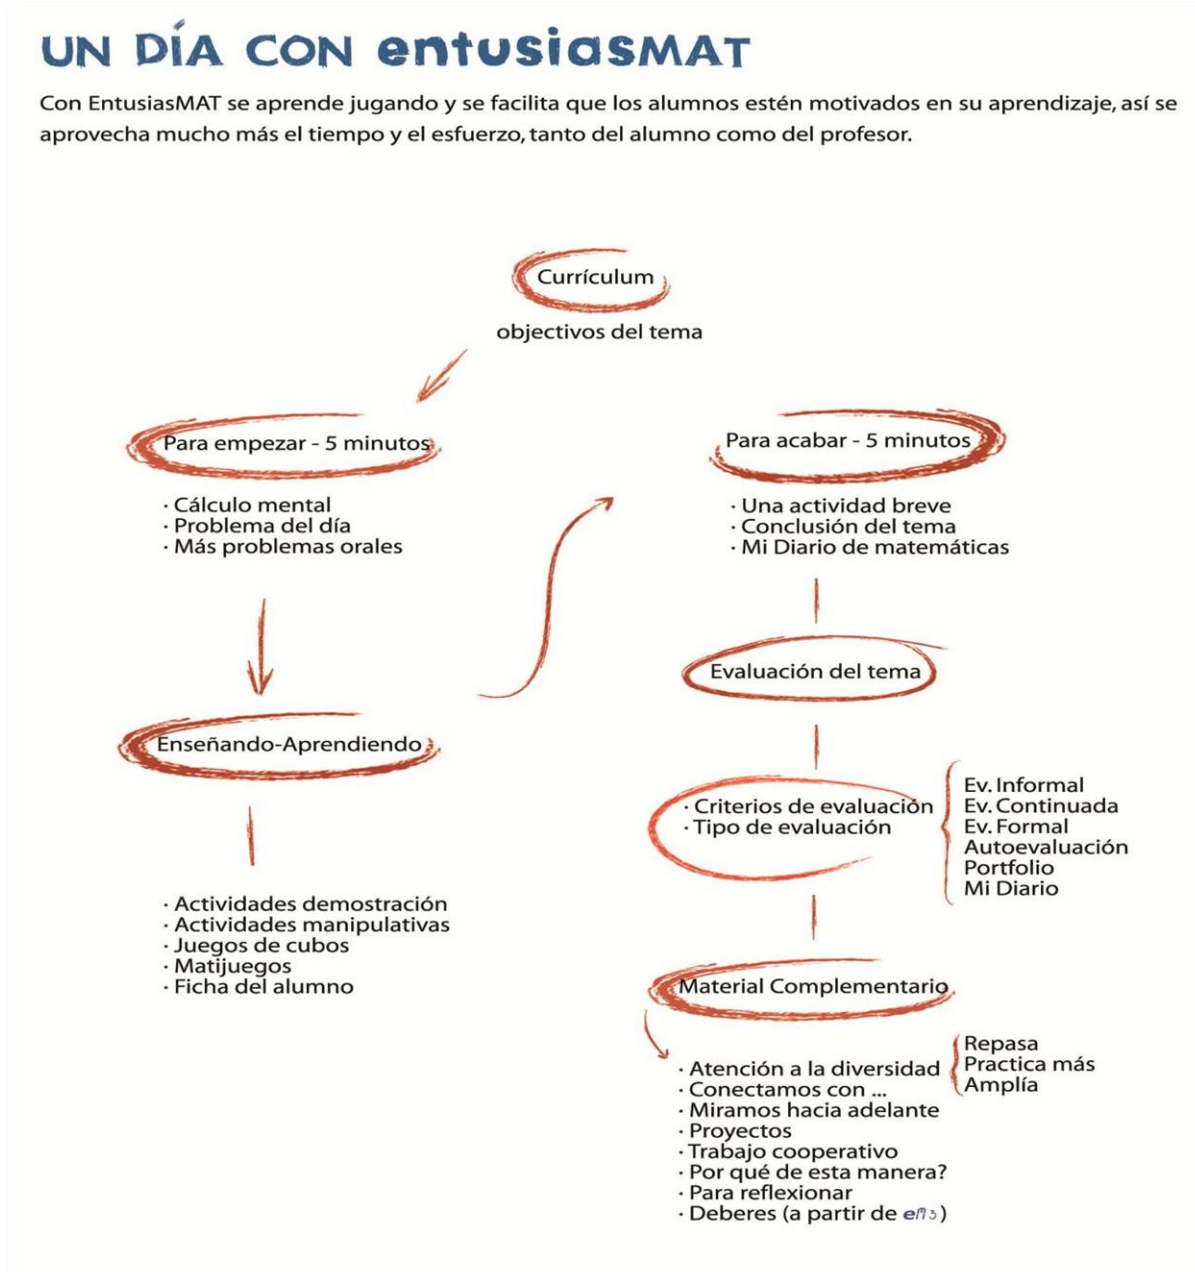 UN DÍA CON entusiasMAT
Con EntusiasMAT se aprende jugando y se facilita que los alumnos estén motivados en su aprendizaje, así se
aprovecha mucho más el tiempo y el esfuerzo, tanto del alumno como del profesor.
Currículum
objectivos del tema
Para empezar - 5 minutos
· Cálculo mental
· Problema del día
· Más problemas orales
Enseñando-Aprendiendo
· Actividades demostración
· Actividades manipulativas
· Juegos de cubos
· Matijuegos
· Ficha del alumno
Para acabar - 5 minutos
· Una actividad breve
· Conclusión del tema
· Mi Diario de matemáticas
Evaluación del tema
· Criterios de evaluación
· Tipo de evaluación
Ev. Informal
Ev. Continuada
Ev. Formal
Autoevaluación
Portfolio
Mi Diario
Material Complementario
· Atención a la diversidad
Repasa
Practica más
Amplía
· Conectamos con ...
· Miramos hacia adelante
· Proyectos
· Trabajo cooperativo
· Por qué de esta manera?
· Para reflexionar
· Deberes (a partir de em3)